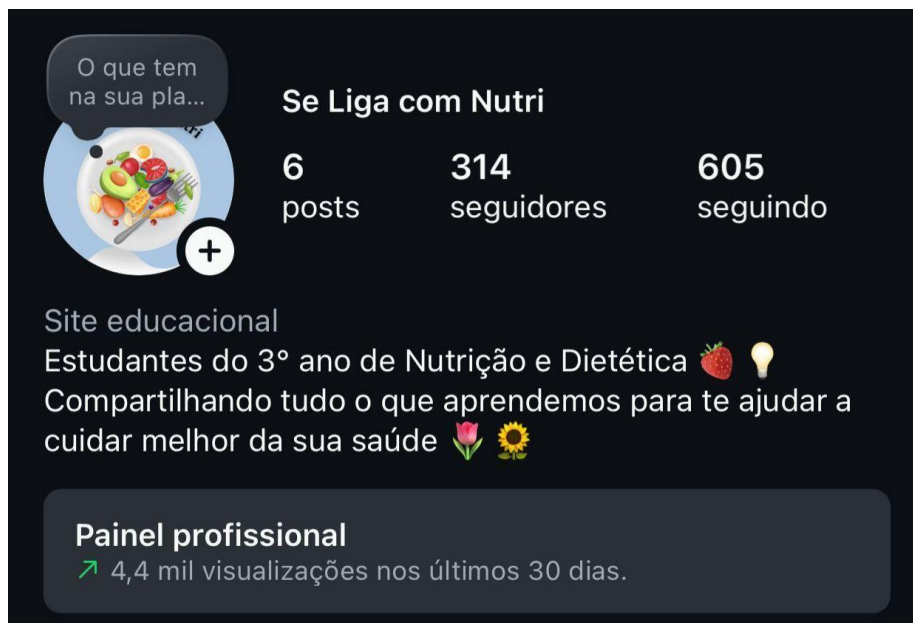 O que tem
na sua pla...
Se Liga com Nutri
6
posts
314
seguidores
605
seguindo
Site educacional
Estudantes do 3° ano de Nutrição e Dietética 🍓 💡
Compartilhando tudo o que aprendemos para te ajudar a
cuidar melhor da sua saúde 🌷 🌻
Painel profissional
4,4 mil visualizações nos últimos 30 dias.